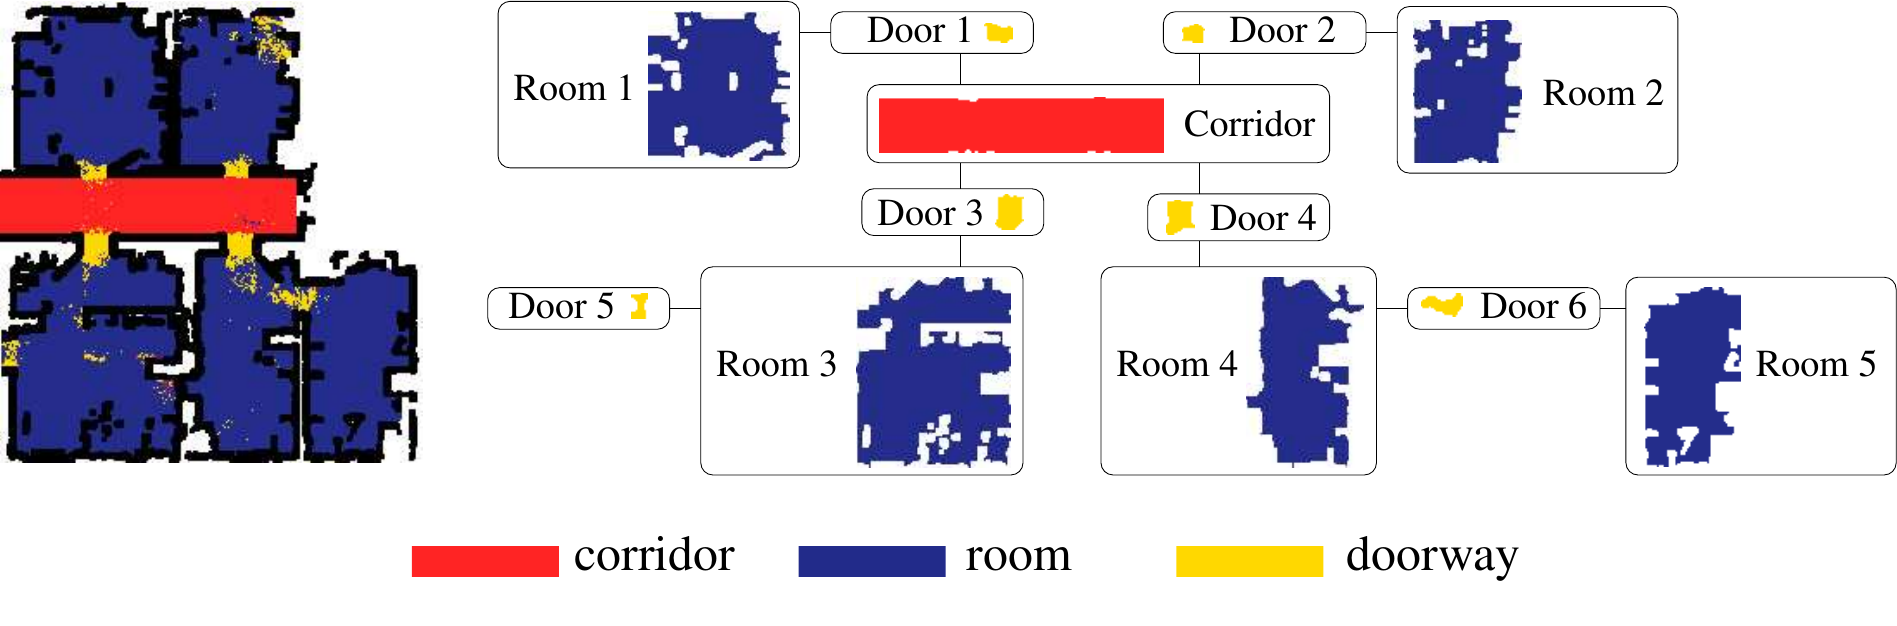 Door 1
Door 2
Room 1
Corridor
Room 2
Door 3
Door 4
Door 5
Door 6
Room 3
Room 4
Room 5
corridor
room
doorway